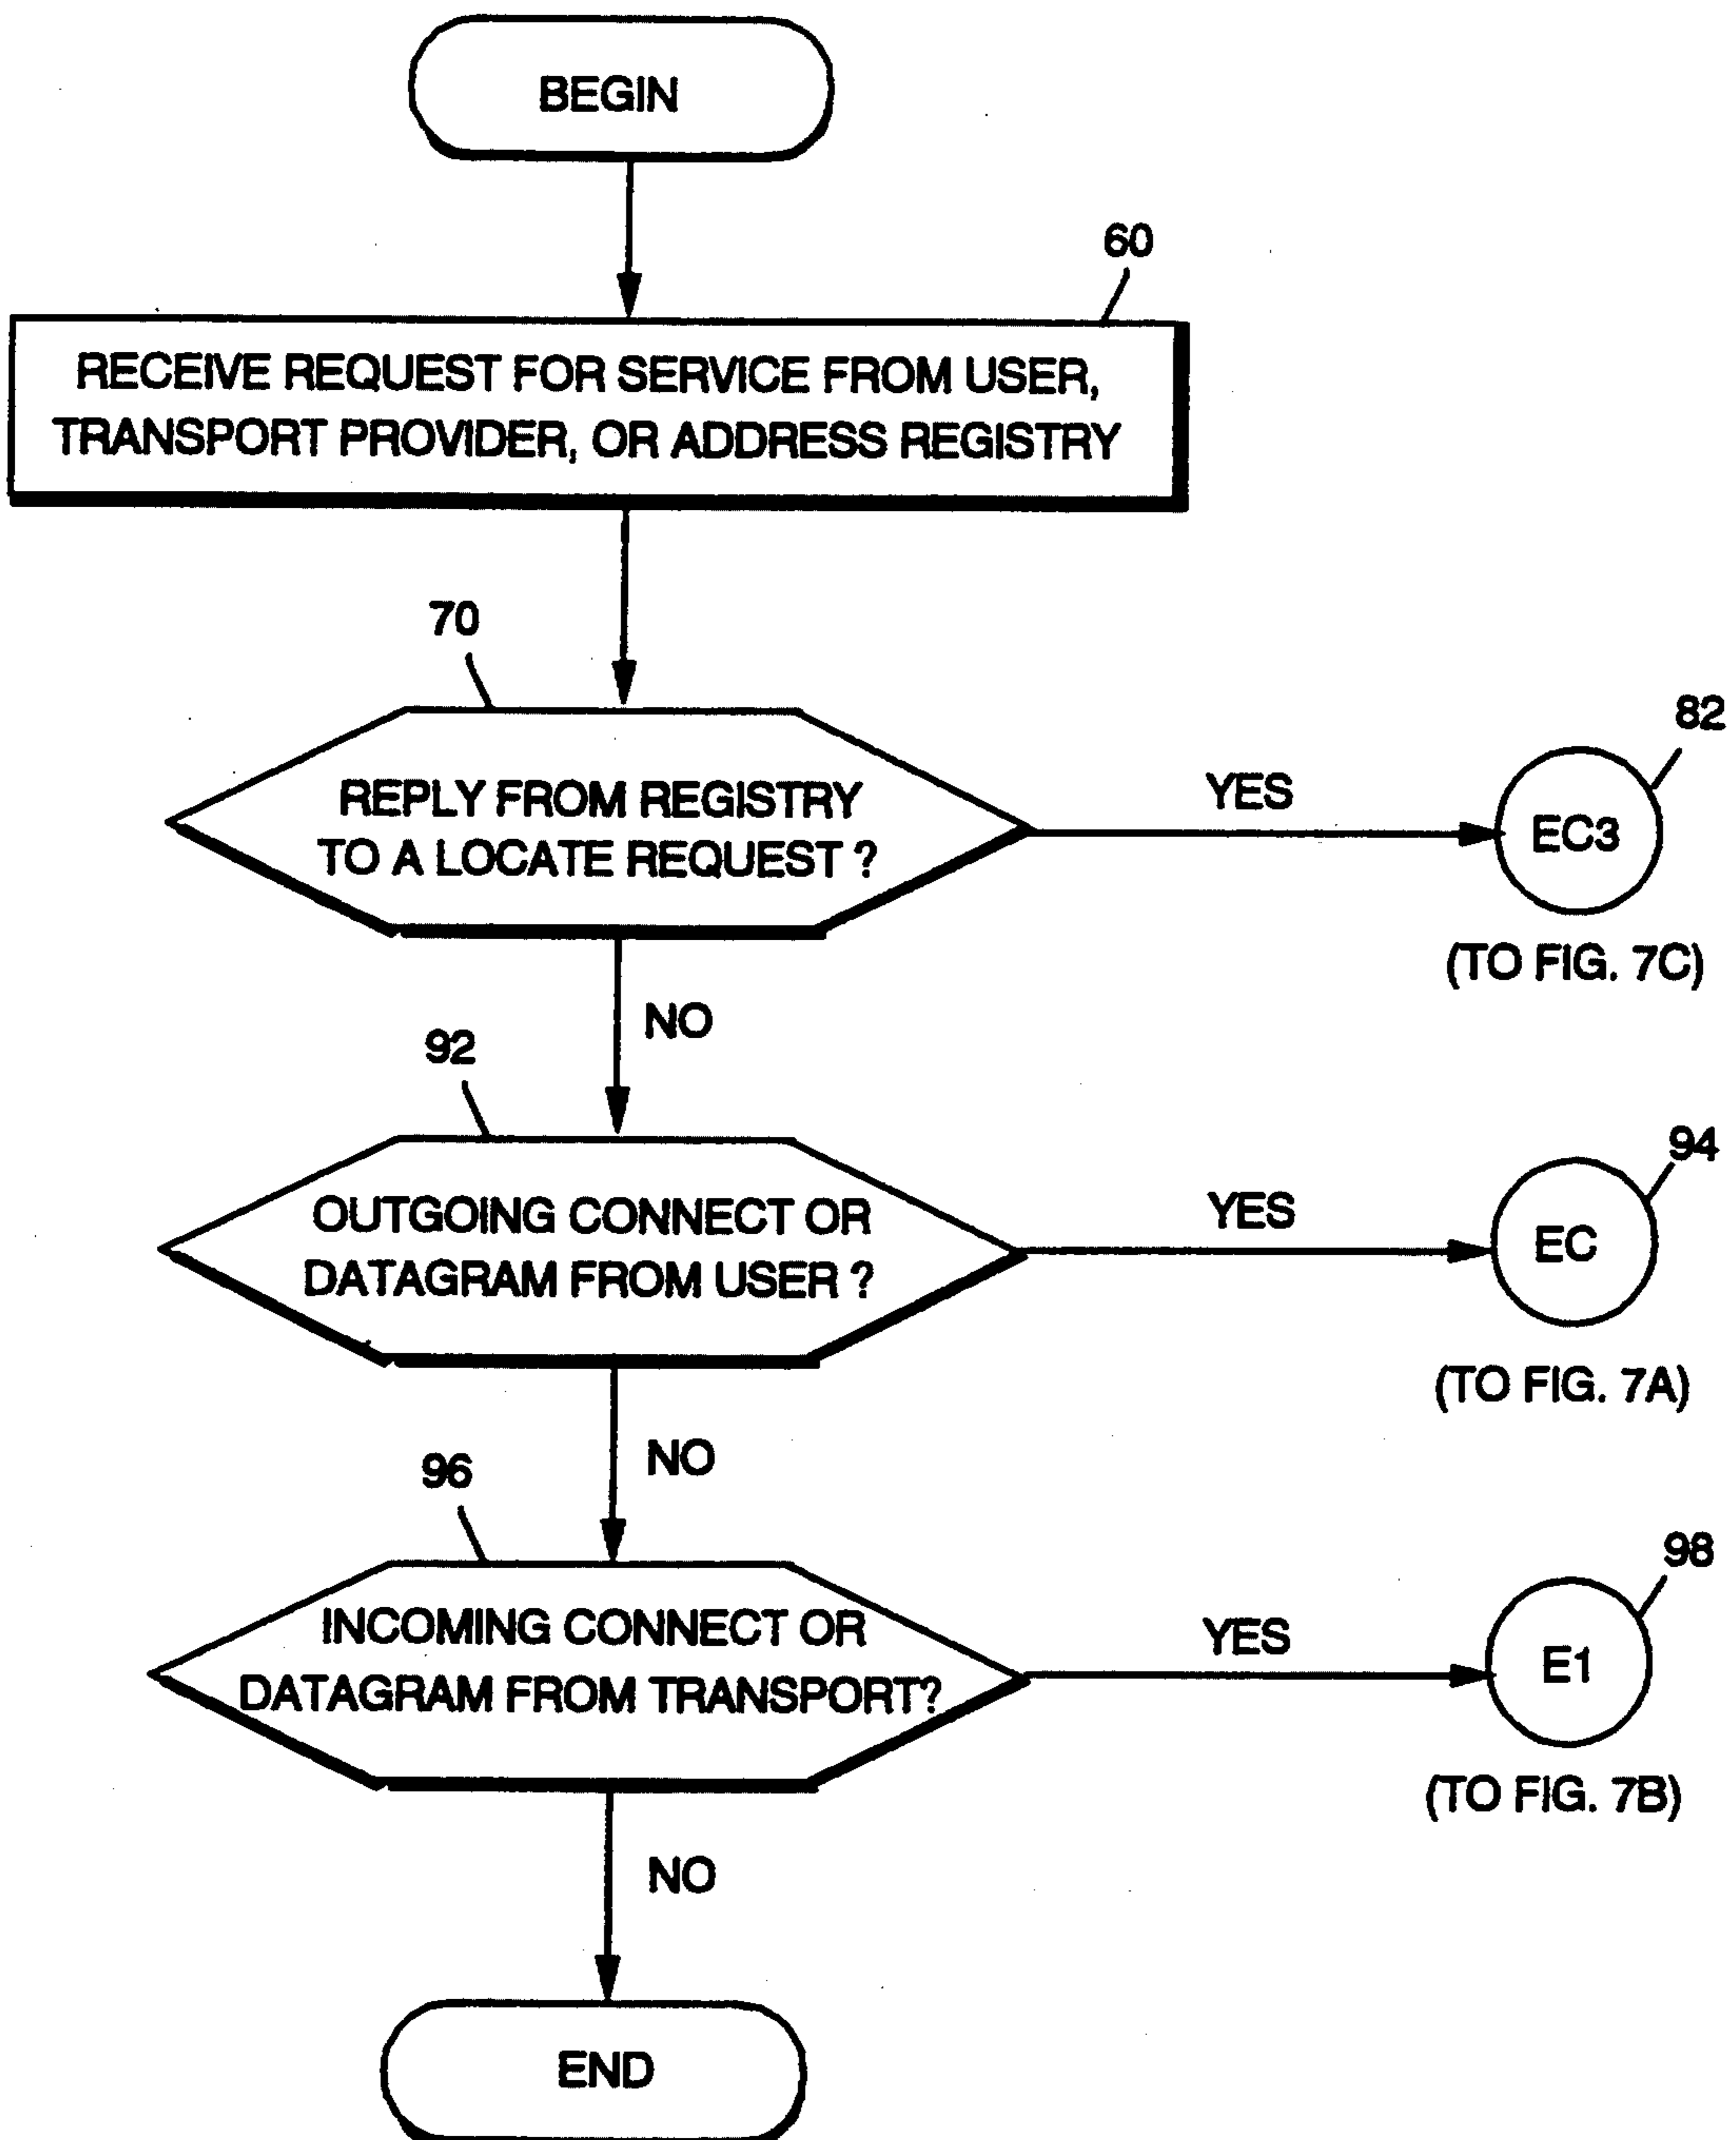 BEGIN
60
RECEIVE REQUEST FOR SERVICE FROM USER,
TRANSPORT PROVIDER, OR ADDRESS REGISTRY
70
REPLY FROM REGISTRY
TO A LOCATE REQUEST ?
YES
82
EC3
(TO FIG. 7C)
NO
92
OUTGOING CONNECT OR
DATAGRAM FROM USER ?
YES
94
EC
(TO FIG. 7A)
NO
96
INCOMING CONNECT OR
DATAGRAM FROM TRANSPORT?
YES
98
E1
(TO FIG. 7B)
NO
END